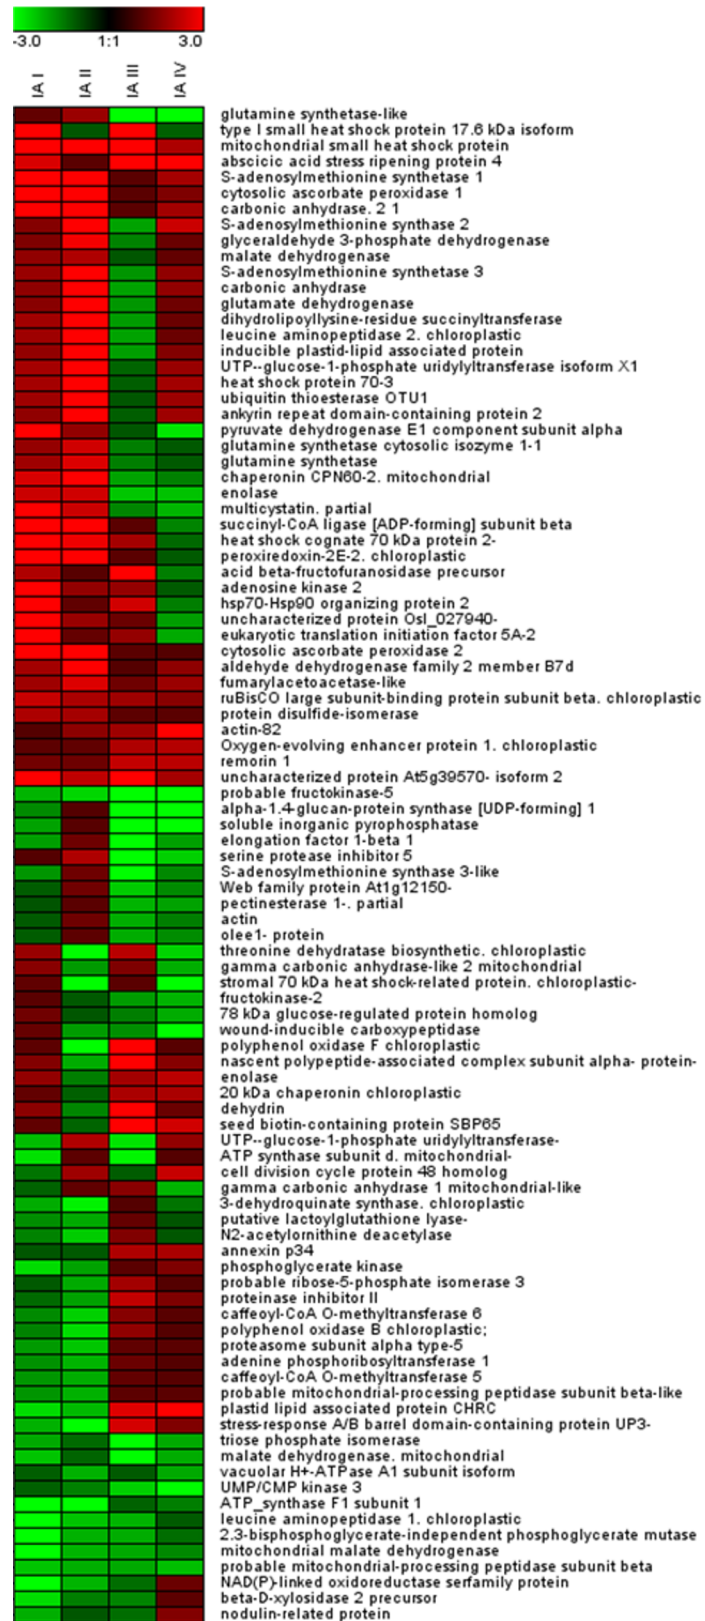 -3.0 1:1 3.0
IA I IA II IA III IA IV
glutamine synthetase-like
type I small heat shock protein 17.6 kDa isoform
mitochondrial small heat shock protein
abscicic acid stress ripening protein 4
S-adenosylmethionine synthetase 1
cytosolic ascorbate peroxidase 1
carbonic anhydrase. 2 1
S-adenosylmethionine synthase 2
glyceraldehyde 3-phosphate dehydrogenase
malate dehydrogenase
S-adenosylmethionine synthetase 3
carbonic anhydrase
glutamate dehydrogenase
dihydrolipoyllysine-residue succinyltransferase
leucine aminopeptidase 2. chloroplastic
inducible plastid-lipid associated protein
UTP--glucose-1-phosphate uridylyltransferase isoform X1
heat shock protein 70-3
ubiquitin thioesterase OTU1
ankyrin repeat domain-containing protein 2
pyruvate dehydrogenase E1 component subunit alpha
glutamine synthetase cytosolic isozyme 1-1
glutamine synthetase
chaperonin CPN60-2. mitochondrial
enolase
multicystatin. partial
succinyl-CoA ligase [ADP-forming] subunit beta
heat shock cognate 70 kDa protein 2-
peroxiredoxin-2E-2. chloroplastic
acid beta-fructofuranosidase precursor
adenosine kinase 2
hsp70-Hsp90 organizing protein 2
uncharacterized protein OsI_027940-
eukaryotic translation initiation factor 5A-2
cytosolic ascorbate peroxidase 2
aldehyde dehydrogenase family 2 member B7d
fumarylacetoacetase-like
ruBisCO large subunit-binding protein subunit beta. chloroplastic
protein disulfide-isomerase
actin-82
Oxygen-evolving enhancer protein 1. chloroplastic
remorin 1
uncharacterized protein At5g39570- isoform 2
probable fructokinase-5
alpha-1.4-glucan-protein synthase [UDP-forming] 1
soluble inorganic pyrophosphatase
elongation factor 1-beta 1
serine protease inhibitor 5
S-adenosylmethionine synthase 3-like
Web family protein At1g12150-
pectinesterase 1-. partial
actin
olee1- protein
threonine dehydratase biosynthetic. chloroplastic
gamma carbonic anhydrase-like 2 mitochondrial
stromal 70 kDa heat shock-related protein. chloroplastic-
fructokinase-2
78 kDa glucose-regulated protein homolog
wound-inducible carboxypeptidase
polyphenol oxidase F chloroplastic
nascent polypeptide-associated complex subunit alpha- protein-
enolase
20 kDa chaperonin chloroplastic
dehydrin
seed biotin-containing protein SBP65
UTP--glucose-1-phosphate uridylyltransferase-
ATP synthase subunit d. mitochondrial-
cell division cycle protein 48 homolog
gamma carbonic anhydrase 1 mitochondrial-like
3-dehydroquinate synthase. chloroplastic
putative lactoylglutathione lyase-
N2-acetylornithine deacetylase
annexin p34
phosphoglycerate kinase
probable ribose-5-phosphate isomerase 3
proteinase inhibitor II
caffeoyl-CoA O-methyltransferase 6
polyphenol oxidase B chloroplastic;
proteasome subunit alpha type-5
adenine phosphoribosyltransferase 1
caffeoyl-CoA O-methyltransferase 5
probable mitochondrial-processing peptidase subunit beta-like
plastid lipid associated protein CHRC
stress-response A/B barrel domain-containing protein UP3-
triose phosphate isomerase
malate dehydrogenase. mitochondrial
vacuolar H+-ATPase A1 subunit isoform
UMP/CMP kinase 3
ATP_synthase F1 subunit 1
leucine aminopeptidase 1. chloroplastic
2.3-bisphosphoglycerate-independent phosphoglycerate mutase
mitochondrial malate dehydrogenase
probable mitochondrial-processing peptidase subunit beta
NAD(P)-linked oxidoreductase serfamily protein
beta-D-xylosidase 2 precursor
nodulin-related protein